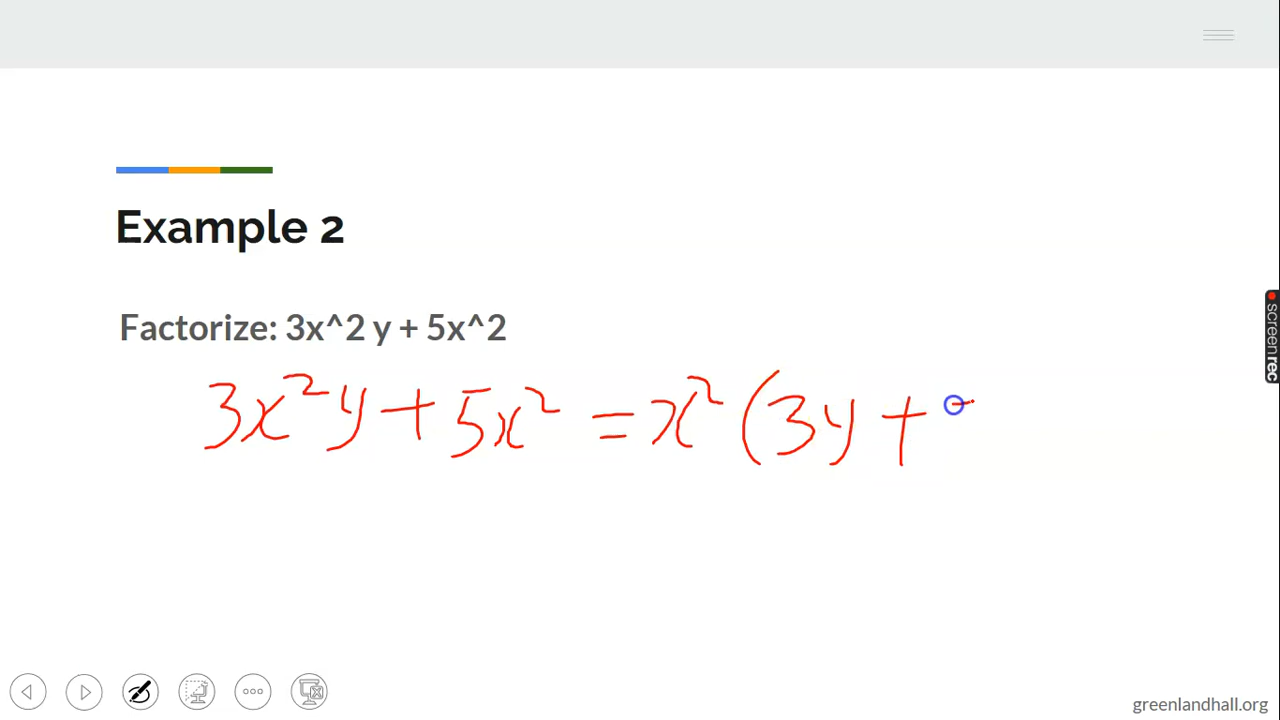 Example 2
Factorize: 3x^2 y + 5x^2
3x²y + 5x² = x² (3y +
screenrec
greenlandhall.org